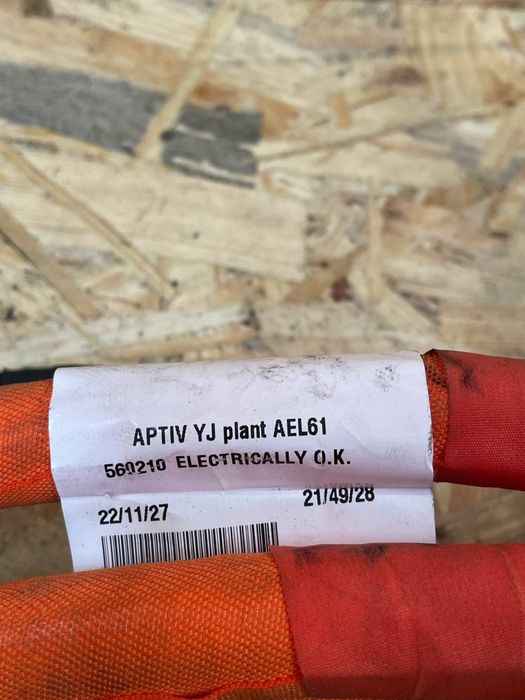 APTIV YJ plant AEL61
560210 ELECTRICALLY O.K.
22/11/27
21/49/28